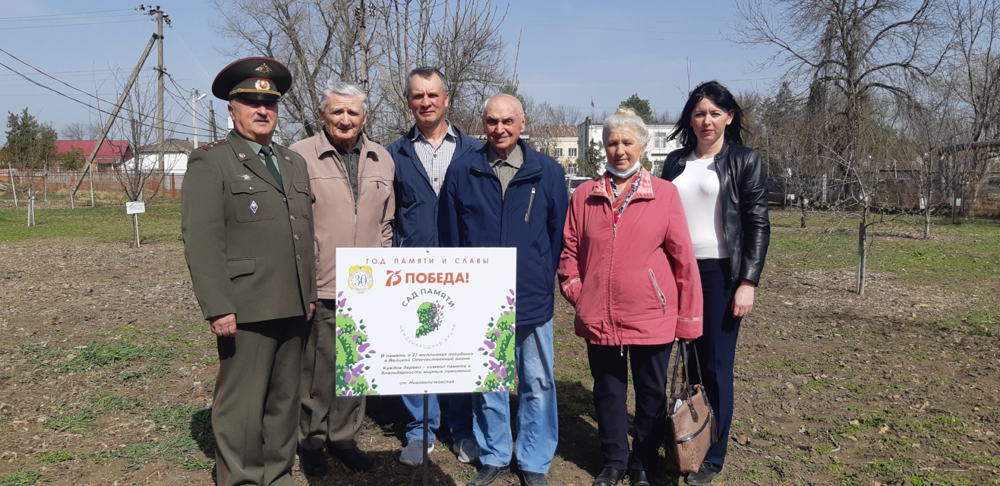 ГОД ПАМЯТИ И СЛАВЫ
30
75 ПОБЕДА!
САД ПАМЯТИ
МЕЖДУНАРОДНАЯ АКЦИЯ
В память о 27 миллионах погибших
в Великой Отечественной войне.
Каждое дерево – символ памяти и
благодарности мирных поколений.
ст. Нововеличковская